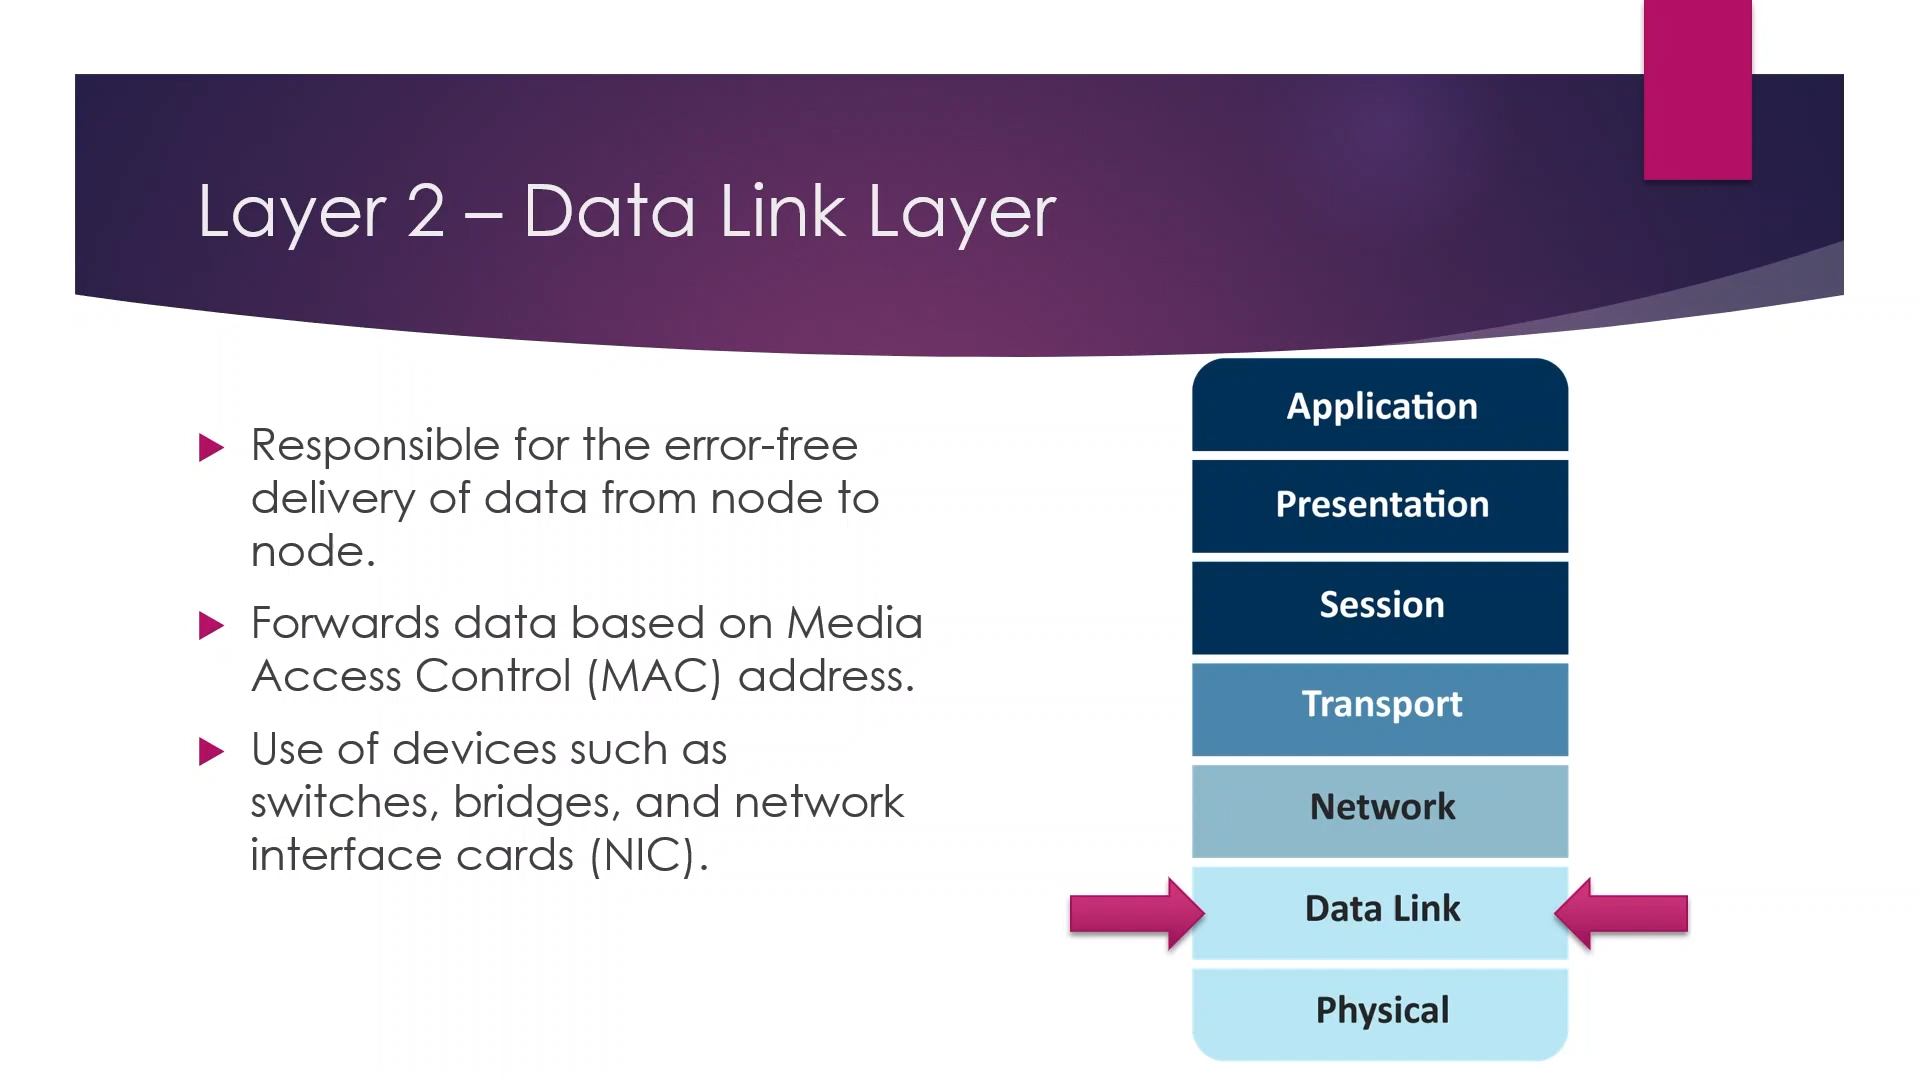 Layer 2 – Data Link Layer
Responsible for the error-free
delivery of data from node to
node.
Forwards data based on Media
Access Control (MAC) address.
Use of devices such as
switches, bridges, and network
interface cards (NIC).
Application
Presentation
Session
Transport
Network
Data Link
Physical